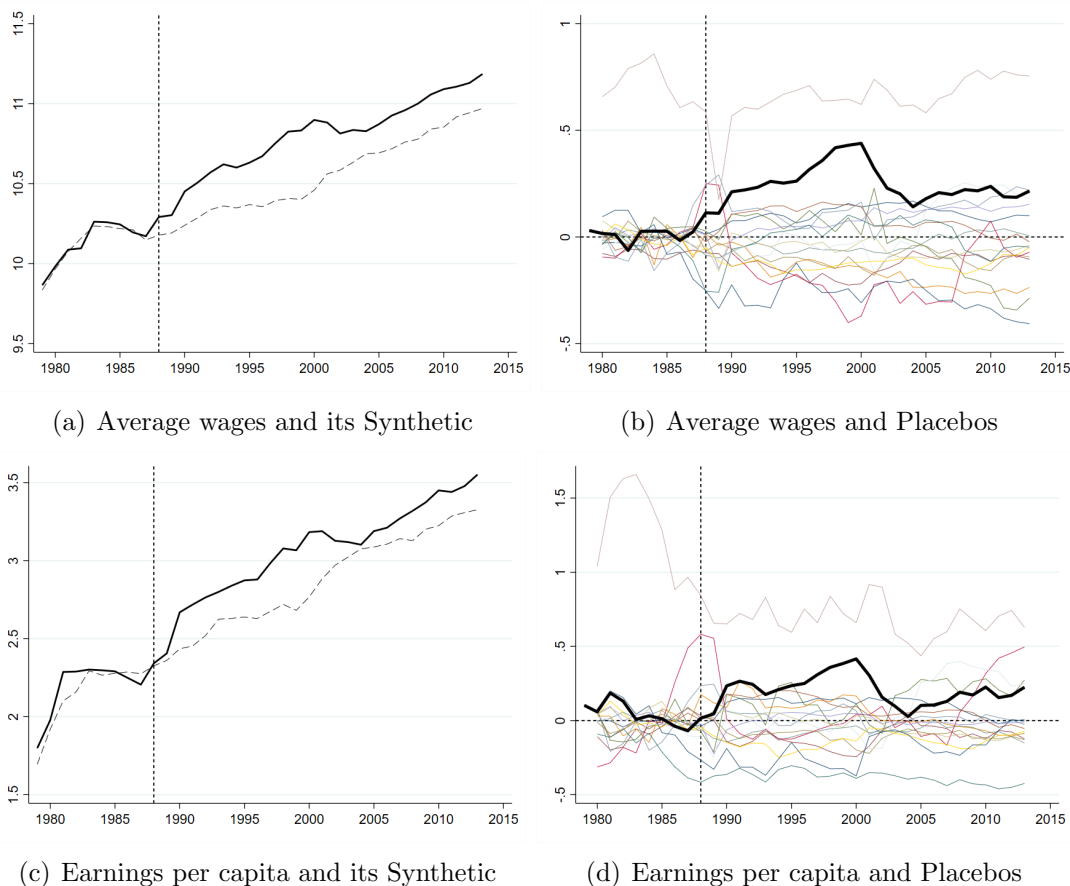 11.5
11
10.5
10
9.5
1980 1985 1990 1995 2000 2005 2010 2015
(a) Average wages and its Synthetic
1
.5
0
-.5
1980 1985 1990 1995 2000 2005 2010 2015
(b) Average wages and Placebos
3.5
3
2.5
2
1.5
1980 1985 1990 1995 2000 2005 2010 2015
(c) Earnings per capita and its Synthetic
1.5
1
.5
0
-.5
1980 1985 1990 1995 2000 2005 2010 2015
(d) Earnings per capita and Placebos